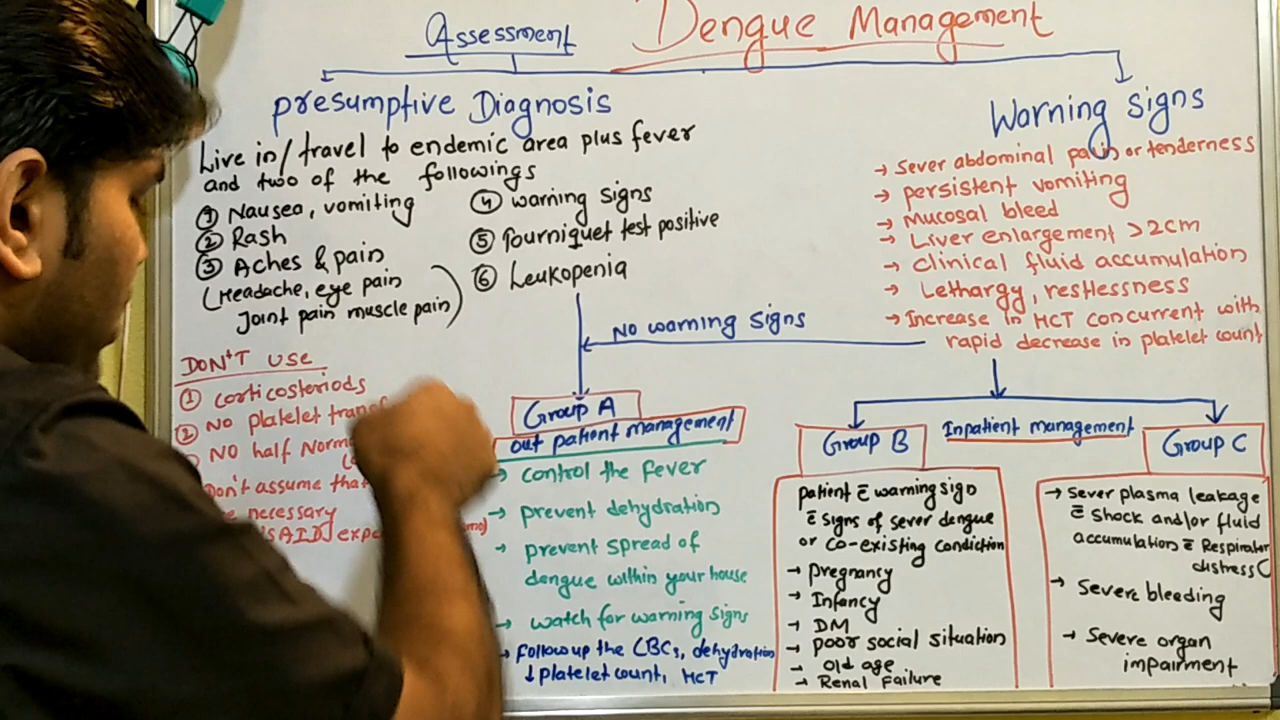 Assessment
Dengue Management
presumptive Diagnosis
Live in/travel to endemic area plus fever
and two of the followings
① Nausea, vomiting
② Rash
③ Aches & pain
(Headache, eye pain
Joint pain muscle pain)
④ warning signs
⑤ Tourniquet test positive
⑥ Leukopenia
Warning signs
→ Sever abdominal pain or tenderness
→ persistent vomiting
→ Mucosal bleed
→ Liver enlargement >2cm
→ clinical fluid accumulation
→ Lethargy, restlessness
→ Increase in HCT concurrent with
rapid decrease in platelet count
No warning signs
DON'T USE
① corticosteriods
② No platelet
NO half
Don't assume
necessary
Group A
out patient management
→ control the fever
→ prevent dehydration
→ prevent spread of
dengue within your house
→ watch for warning signs
→ Follow up the CBCs, dehydration
↓ platelet count, HCT
Inpatient management
Group B
patient c̄ warning sign
c̄ signs of sever dengue
or co-existing condiction
→ pregnancy
→ Infancy
→ DM
→ poor social situation
→ old age
→ Renal Failure
Group C
→ Sever plasma leakage
c̄ shock and/or fluid
accumulation c̄
distress
→ Severe bleeding
→ Severe organ
impairment